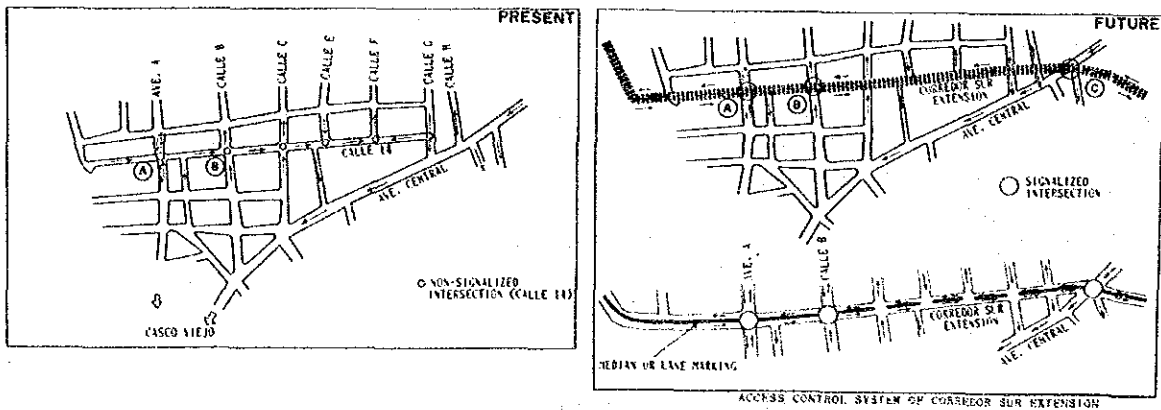 PRESENT
AVE. A
CALLE B
CALLE C
CALLE E
CALLE F
CALLE G
CALLE H
A
B
CALLE 14
AVE. CENTRAL
NON-SIGNALIZED
INTERSECTION (CALLE 14)
CASCO VIEJO
FUTURE
A
B
C
CORREDOR SUR
EXTENSION
AVE. CENTRAL
SIGNALIZED
INTERSECTION
AVE. A
CALLE B
CORREDOR SUR
EXTENSION
AVE. CENTRAL
MEDIAN OR LANE MARKING
ACCESS CONTROL SYSTEM OF CORREDOR SUR EXTENSION